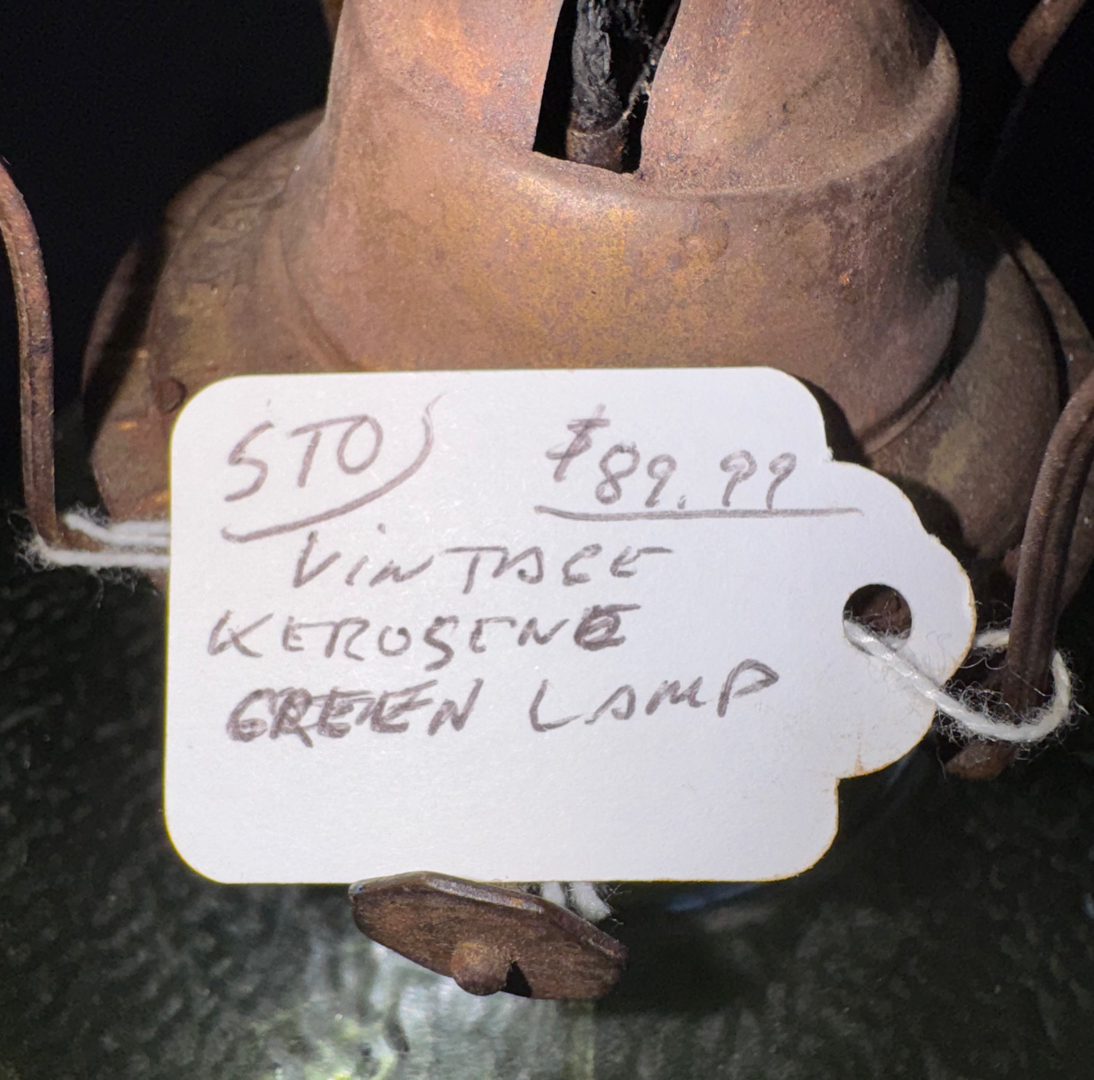 STO $89.99
VINTAGE
KEROSENE
GREEN LAMP